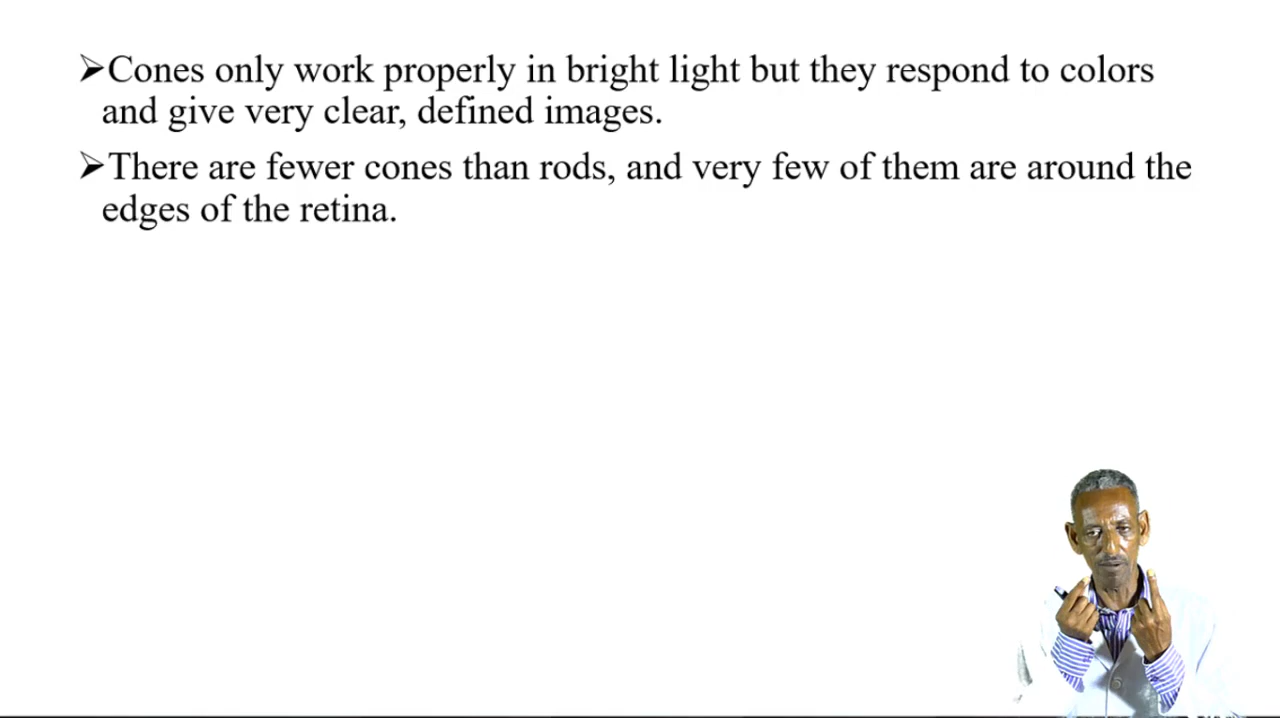 ➢Cones only work properly in bright light but they respond to colors
and give very clear, defined images.
➢There are fewer cones than rods, and very few of them are around the
edges of the retina.